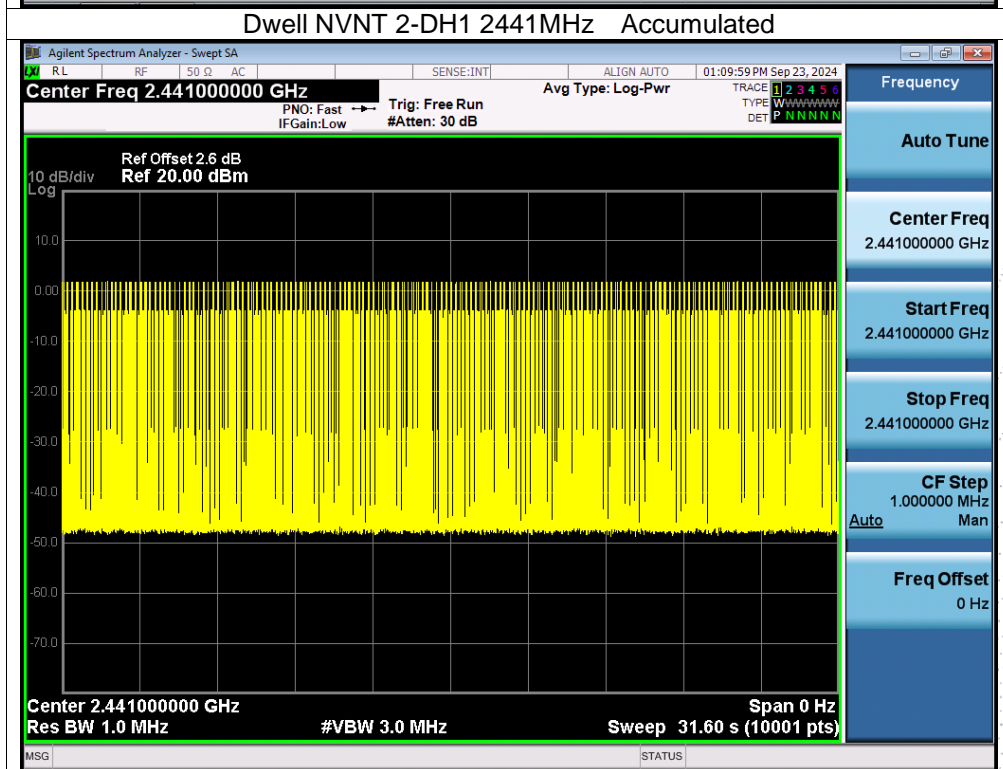 Dwell NVNT 2-DH1 2441MHz Accumulated
Agilent Spectrum Analyzer - Swept SA
LXI RL RF 50 Ω AC SENSE:INT ALIGN AUTO 01:09:59 PM Sep 23, 2024
Center Freq 2.441000000 GHz Avg Type: Log-Pwr TRACE 1 2 3 4 5 6
PNO: Fast Trig: Free Run TYPE WWWWWWW
IFGain:Low #Atten: 30 dB DET P N N N N N
Ref Offset 2.6 dB
10 dB/div Ref 20.00 dBm
Log
10.0
0.00
-10.0
-20.0
-30.0
-40.0
-50.0
-60.0
-70.0
Center 2.441000000 GHz Span 0 Hz
Res BW 1.0 MHz #VBW 3.0 MHz Sweep 31.60 s (10001 pts)
MSG STATUS
Frequency
Auto Tune
Center Freq
2.441000000 GHz
Start Freq
2.441000000 GHz
Stop Freq
2.441000000 GHz
CF Step
1.000000 MHz
Auto Man
Freq Offset
0 Hz